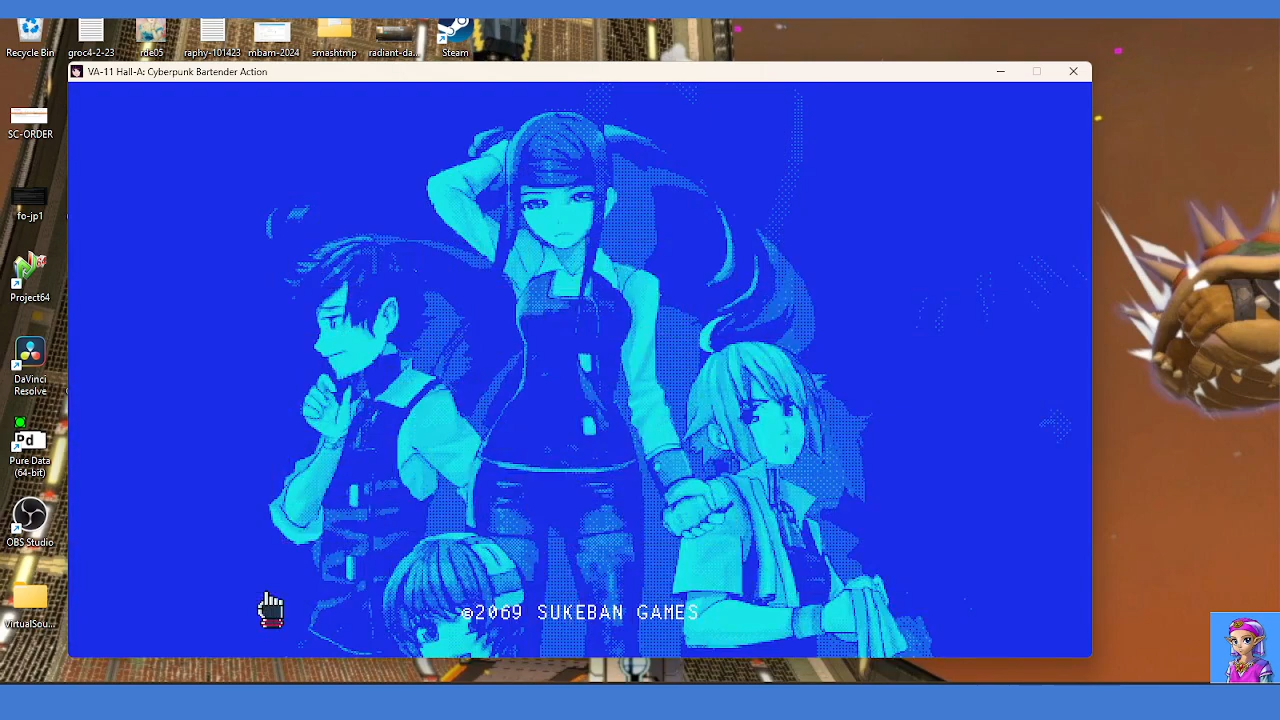 Recycle Bin
groc4-2-23
rde05
raphy-101423
mbam-2024
smashtmp
radiant-da...
Steam
VA-11 Hall-A: Cyberpunk Bartender Action
SC-ORDER
fo-jp1
Project64
DaVinci
Resolve
Pd
Pure Data
(64-bit)
OBS Studio
virtualSou...
©2069 SUKEBAN GAMES